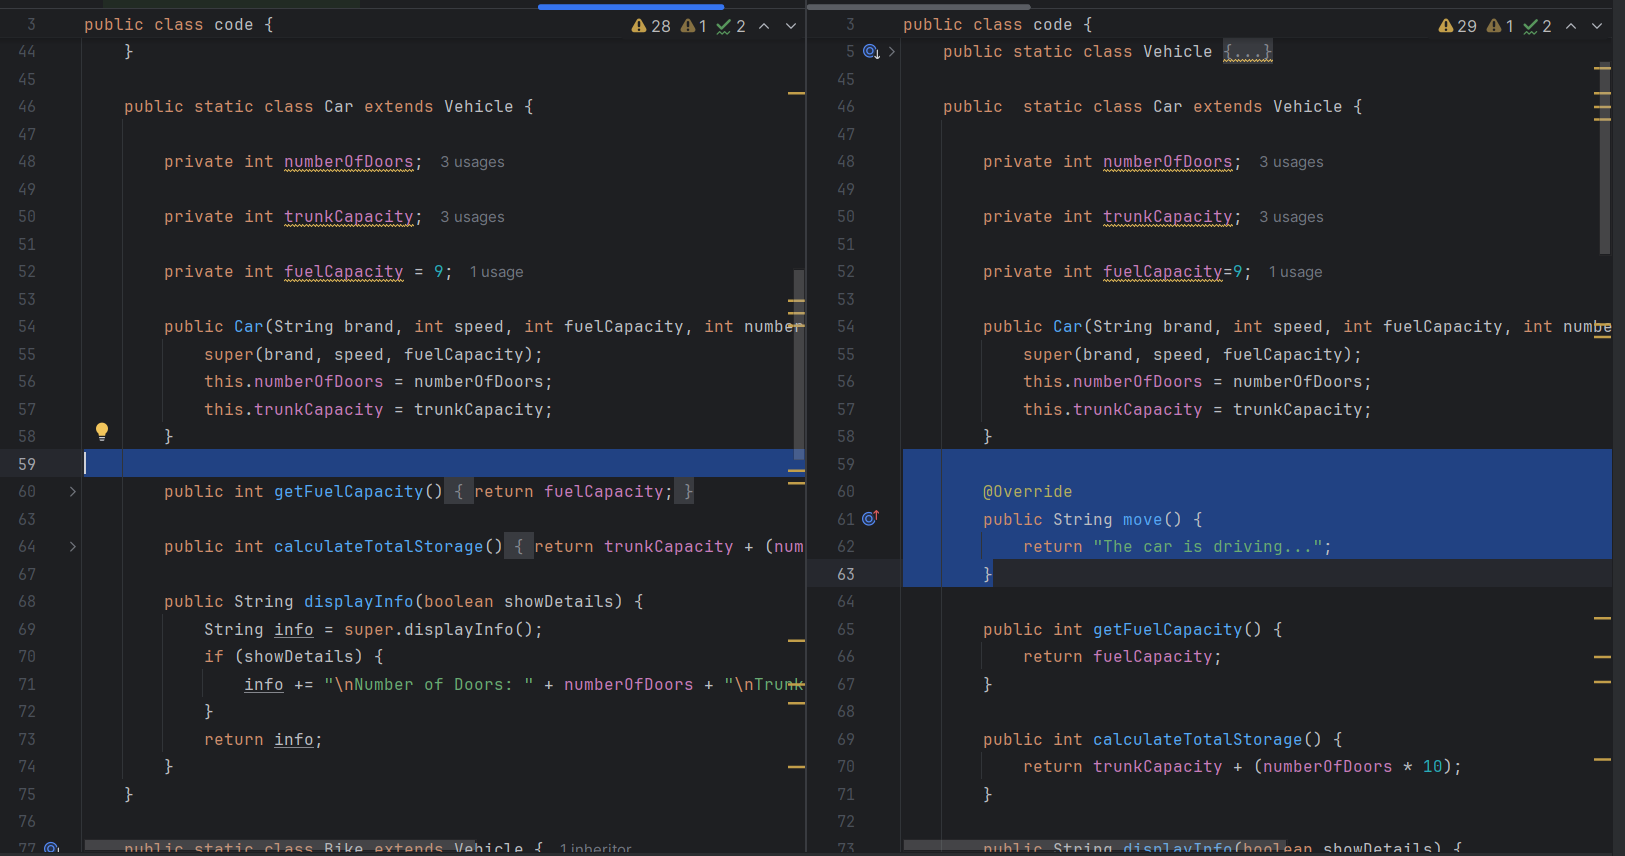 3 public class code { 28 1 2
44 }
45
46 public static class Car extends Vehicle {
47
48 private int numberOfDoors; 3 usages
49
50 private int trunkCapacity; 3 usages
51
52 private int fuelCapacity = 9; 1 usage
53
54 public Car(String brand, int speed, int fuelCapacity, int number
55 super(brand, speed, fuelCapacity);
56 this.numberOfDoors = numberOfDoors;
57 this.trunkCapacity = trunkCapacity;
58 }
59
60 public int getFuelCapacity() { return fuelCapacity; }
63
64 public int calculateTotalStorage() { return trunkCapacity + (num
67
68 public String displayInfo(boolean showDetails) {
69 String info = super.displayInfo();
70 if (showDetails) {
71 info += "\nNumber of Doors: " + numberOfDoors + "\nTrunk
72 }
73 return info;
74 }
75 }
76
77 public static class Bike extends Vehicle { 1 inheritor
3 public class code { 29 1 2
5 public static class Vehicle {...}
45
46 public  static class Car extends Vehicle {
47
48 private int numberOfDoors; 3 usages
49
50 private int trunkCapacity; 3 usages
51
52 private int fuelCapacity=9; 1 usage
53
54 public Car(String brand, int speed, int fuelCapacity, int numbe
55 super(brand, speed, fuelCapacity);
56 this.numberOfDoors = numberOfDoors;
57 this.trunkCapacity = trunkCapacity;
58 }
59
60 @Override
61 public String move() {
62 return "The car is driving...";
63 }
64
65 public int getFuelCapacity() {
66 return fuelCapacity;
67 }
68
69 public int calculateTotalStorage() {
70 return trunkCapacity + (numberOfDoors * 10);
71 }
72
73 public String displayInfo(boolean showDetails) {